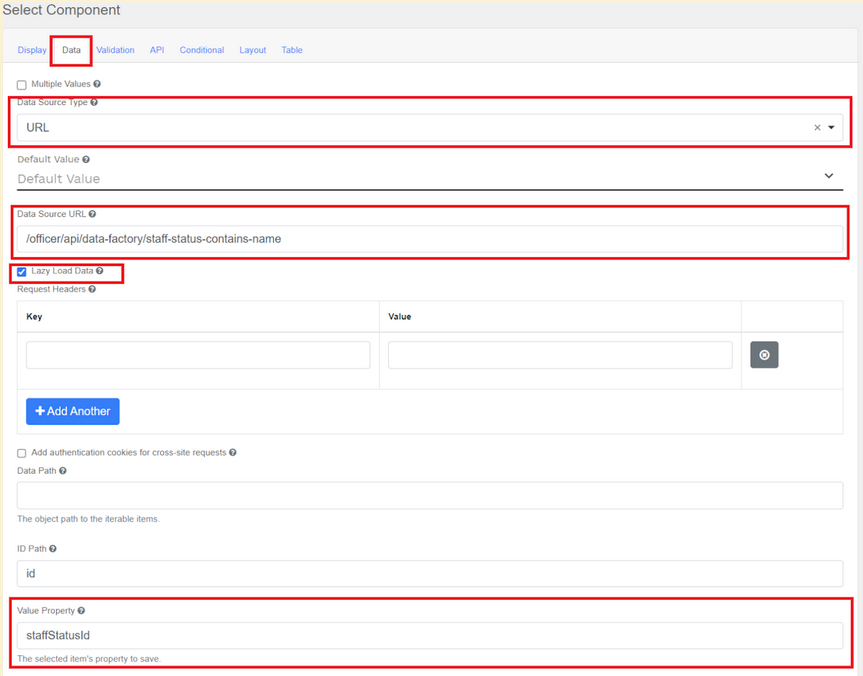 Select Component
Display Data Validation API Conditional Layout Table
Multiple Values
Data Source Type
URL
Default Value
Default Value
Data Source URL
/officer/api/data-factory/staff-status-contains-name
Lazy Load Data
Request Headers
Key Value
Add Another
Add authentication cookies for cross-site requests
Data Path
The object path to the iterable items.
ID Path
id
Value Property
staffStatusId
The selected item's property to save.